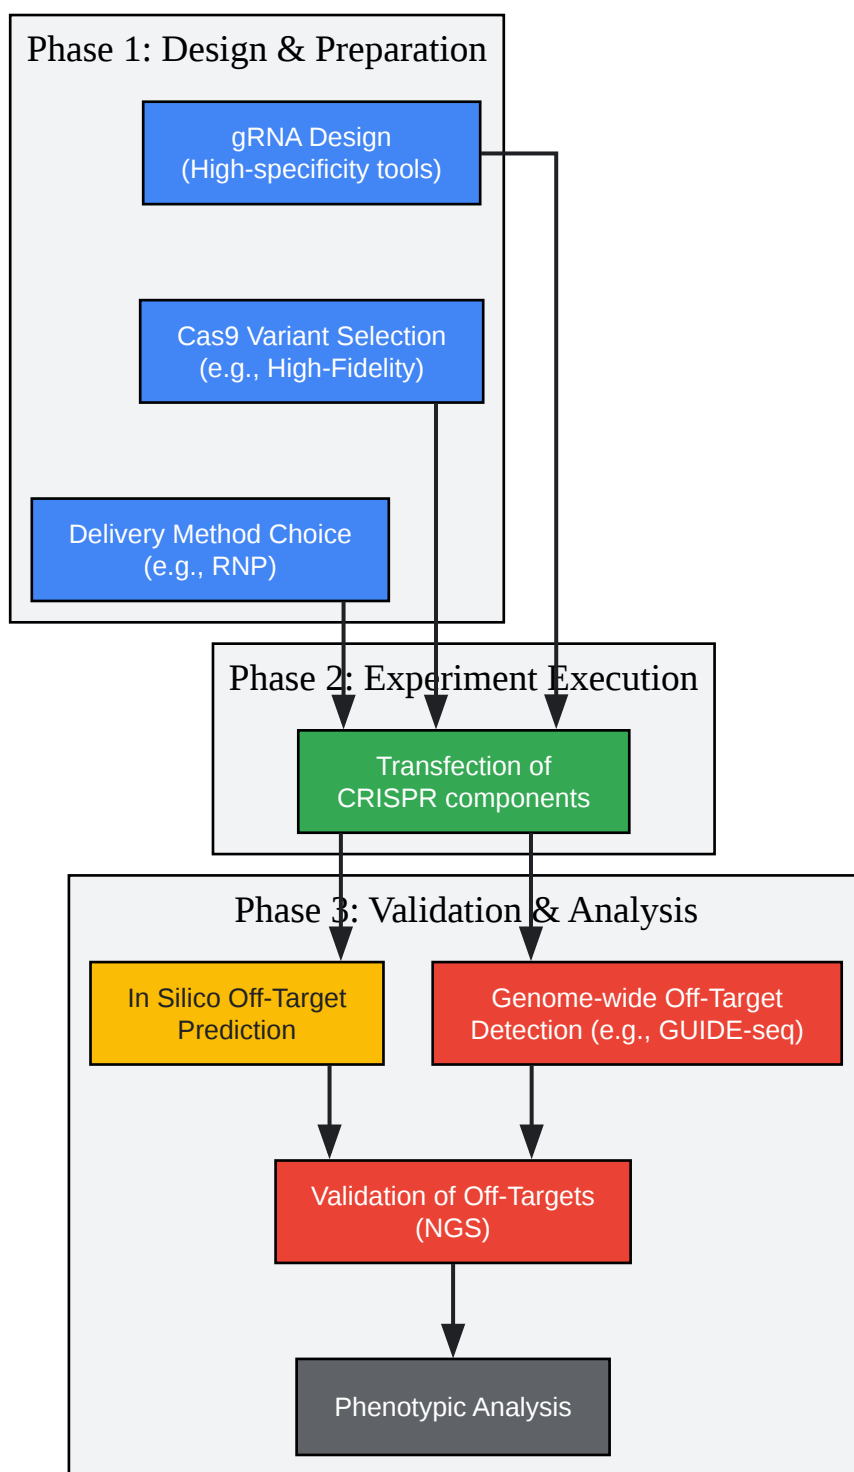 Phase 1: Design & Preparation
gRNA Design
(High-specificity tools)
Cas9 Variant Selection
(e.g., High-Fidelity)
Delivery Method Choice
(e.g., RNP)
Phase 2: Experiment Execution
Transfection of
CRISPR components
Phase 3: Validation & Analysis
In Silico Off-Target
Prediction
Genome-wide Off-Target
Detection (e.g., GUIDE-seq)
Validation of Off-Targets
(NGS)
Phenotypic Analysis